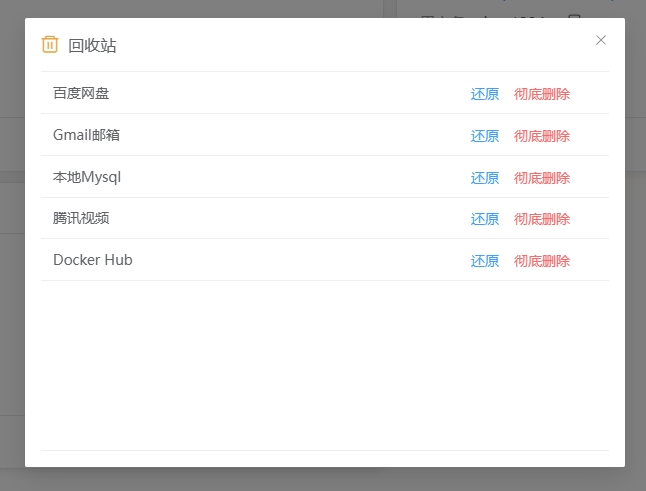 回收站
百度网盘 还原 彻底删除
Gmail邮箱 还原 彻底删除
本地Mysql 还原 彻底删除
腾讯视频 还原 彻底删除
Docker Hub 还原 彻底删除